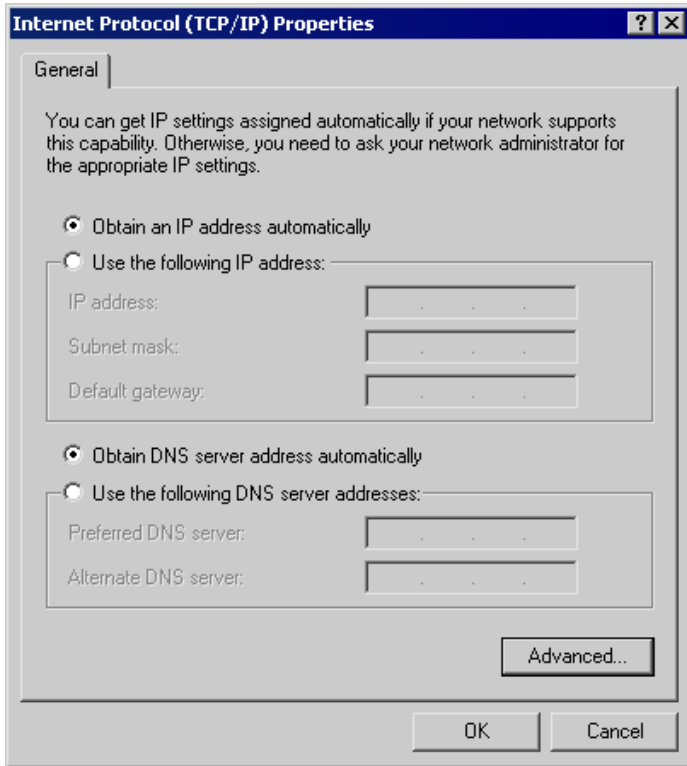 Internet Protocol (TCP/IP) Properties
General
You can get IP settings assigned automatically if your network supports
this capability. Otherwise, you need to ask your network administrator for
the appropriate IP settings.
Obtain an IP address automatically
Use the following IP address:
IP address:
Subnet mask:
Default gateway:
Obtain DNS server address automatically
Use the following DNS server addresses:
Preferred DNS server:
Alternate DNS server:
Advanced...
OK Cancel